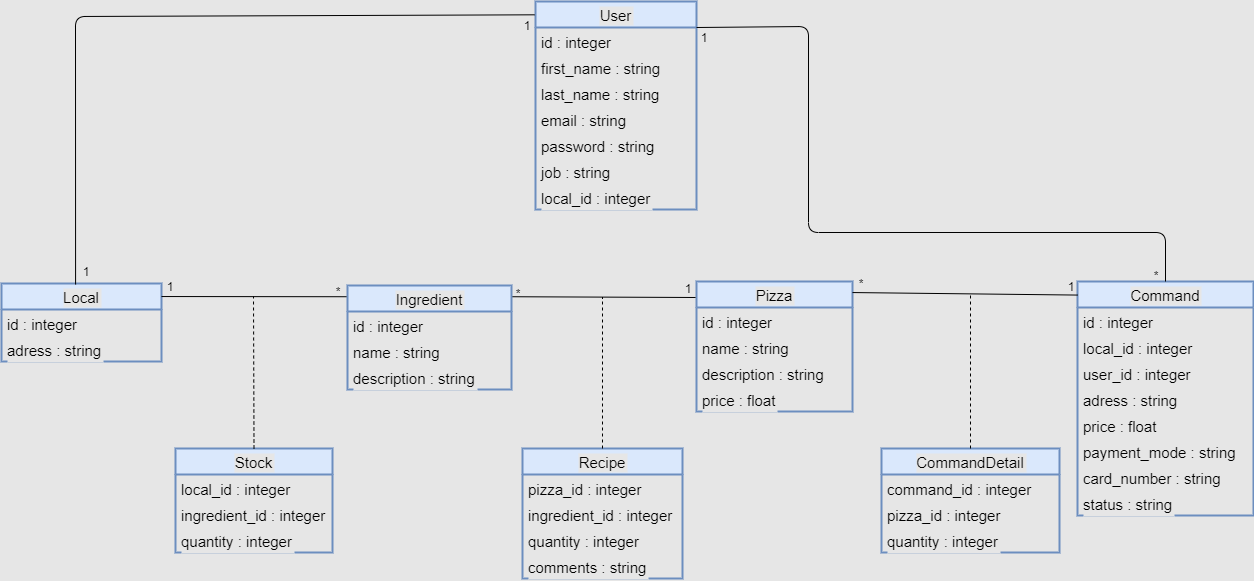 User
1
1
id : integer
first_name : string
last_name : string
email : string
password : string
job : string
local_id : integer
1
Local
id : integer
adress : string
1
*
Ingredient
id : integer
name : string
description : string
*
1
Pizza
id : integer
name : string
description : string
price : float
*
1
*
Command
id : integer
local_id : integer
user_id : integer
adress : string
price : float
payment_mode : string
card_number : string
status : string
Stock
local_id : integer
ingredient_id : integer
quantity : integer
Recipe
pizza_id : integer
ingredient_id : integer
quantity : integer
comments : string
CommandDetail
command_id : integer
pizza_id : integer
quantity : integer